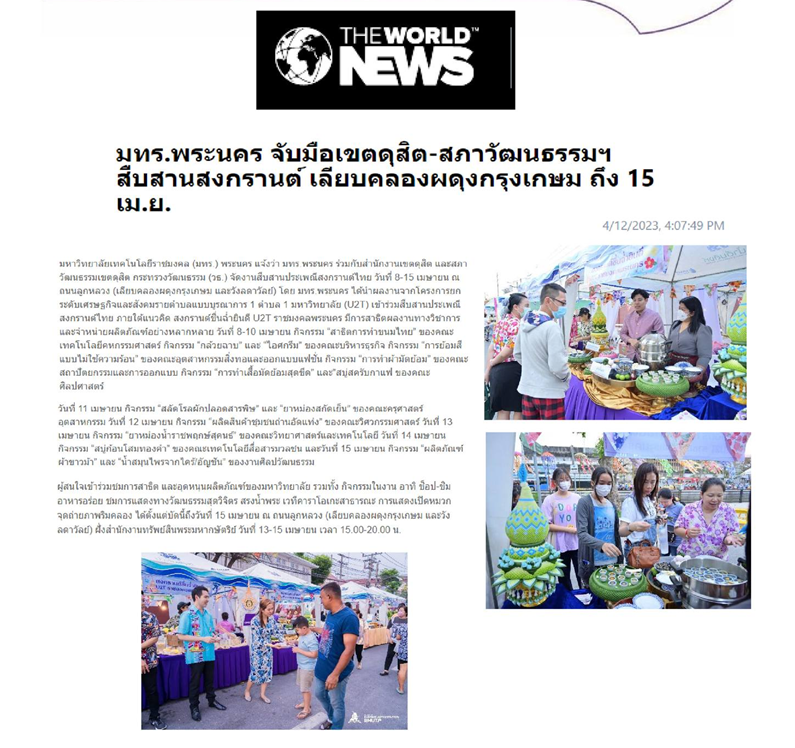 THE WORLD™
NEWS
มทร.พระนคร จับมือเขตดุสิต-สภาวัฒนธรรมฯ
สืบสานสงกรานต์ เลียบคลองผดุงกรุงเกษม ถึง 15
เม.ย.
4/12/2023, 4:07:49 PM
มหาวิทยาลัยเทคโนโลยีราชมงคล (มทร.) พระนคร แจ้งว่า มทร.พระนคร ร่วมกับสำนักงานเขตดุสิต และสภา
วัฒนธรรมเขตดุสิต กระทรวงวัฒนธรรม (วธ.) จัดงานสืบสานประเพณีสงกรานต์ไทย วันที่ 8-15 เมษายน ณ
ถนนลูกหลวง (เลียบคลองผดุงกรุงเกษม และวังลดาวัลย์) โดย มทร.พระนคร ได้นำผลงานจากโครงการยก
ระดับเศรษฐกิจและสังคมรายตำบลแบบบูรณาการ 1 ตำบล 1 มหาวิทยาลัย (U2T) เข้าร่วมสืบสานประเพณี
สงกรานต์ไทย ภายใต้แนวคิด สงกรานต์ชื่นฉ่ำยินดี U2T ราชมงคลพระนคร มีการสาธิตผลงานทางวิชาการ
และจำหน่ายผลิตภัณฑ์อย่างหลากหลาย วันที่ 8-10 เมษายน กิจกรรม "สาธิตการทำขนมไทย" ของคณะ
เทคโนโลยีคหกรรมศาสตร์ กิจกรรม "กล้วยฉาบ" และ "ไอศกรีม" ของคณะบริหารธุรกิจ กิจกรรม "การย้อมสี
แบบไม่ใช้ความร้อน" ของคณะอุตสาหกรรมสิ่งทอและออกแบบแฟชั่น กิจกรรม "การทำผ้ามัดย้อม" ของคณะ
สถาปัตยกรรมและการออกแบบ กิจกรรม "การทำเสื้อมัดย้อมสุดชีด" และ"สบู่สครับกาแฟ ของคณะ
ศิลปศาสตร์
วันที่ 11 เมษายน กิจกรรม "สลัดโรลผักปลอดสารพิษ" และ "ยาหม่องสกัดเย็น" ของคณะครุศาสตร์
อุตสาหกรรม วันที่ 12 เมษายน กิจกรรม "ผลิตสินค้าชุมชนถ่านอัดแท่ง" ของคณะวิศวกรรมศาสตร์ วันที่ 13
เมษายน กิจกรรม "ยาหม่องน้ำราชพฤกษ์สุคนธ์" ของคณะวิทยาศาสตร์และเทคโนโลยี วันที่ 14 เมษายน
กิจกรรม "สบู่ก้อนโสมทองคำ" ของคณะเทคโนโลยีสื่อสารมวลชน และวันที่ 15 เมษายน กิจกรรม "ผลิตภัณฑ์
ผ้าขาวม้า" และ "น้ำสมุนไพรจากใคร้/อัญชัน" ของงานศิลปวัฒนธรรม
ผู้สนใจเข้าร่วมชมการสาธิต และอุดหนุนผลิตภัณฑ์ของมหาวิทยาลัย รวมทั้ง กิจกรรมในงาน อาทิ ช็อป-ชิม
อาหารอร่อย ชมการแสดงทางวัฒนธรรมสุดวิจิตร สรงน้ำพระ เวทีคาราโอเกะสาธารณะ การแสดงเปิดหมวก
จุดถ่ายภาพริมคลอง ได้ตั้งแต่บัดนี้ถึงวันที่ 15 เมษายน ณ ถนนลูกหลวง (เลียบคลองผดุงกรุงเกษม และวัง
ลดาวัลย์) ฝั่งสำนักงานทรัพย์สินพระมหากษัตริย์ วันที่ 13-15 เมษายน เวลา 15.00-20.00 น.